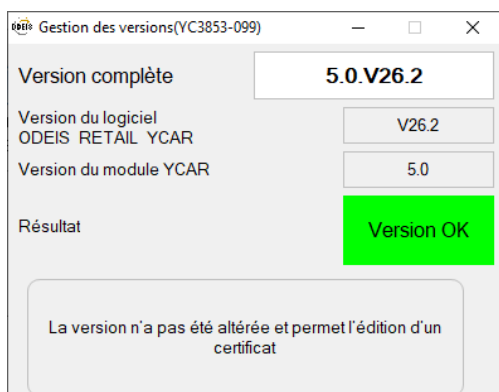 ODEIS Gestion des versions(YC3853-099)
Version complète 5.0.V26.2
Version du logiciel
ODEIS RETAIL YCAR V26.2
Version du module YCAR 5.0
Résultat Version OK
La version n'a pas été altérée et permet l'édition d'un
certificat